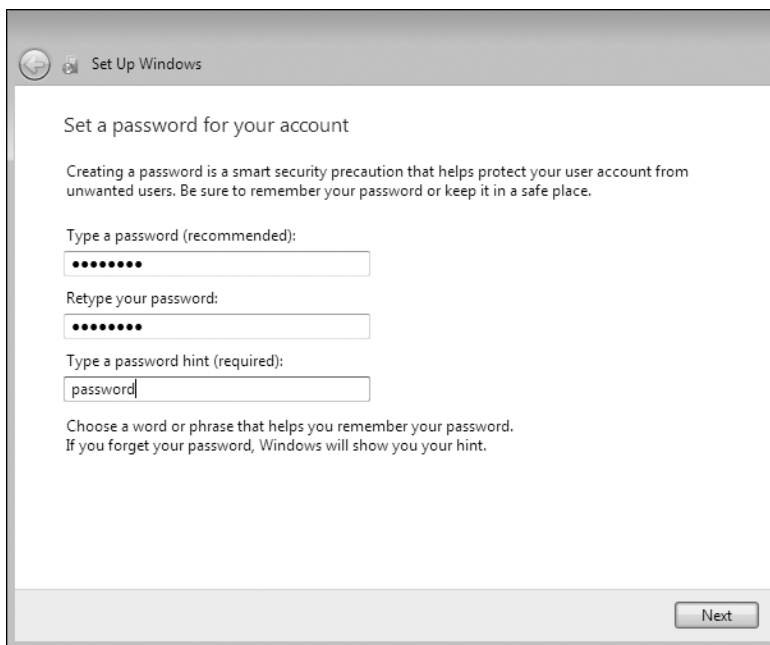 Set Up Windows
Set a password for your account
Creating a password is a smart security precaution that helps protect your user account from
unwanted users. Be sure to remember your password or keep it in a safe place.
Type a password (recommended):
●●●●●●●●
Retype your password:
●●●●●●●●
Type a password hint (required):
password
Choose a word or phrase that helps you remember your password.
If you forget your password, Windows will show you your hint.
Next